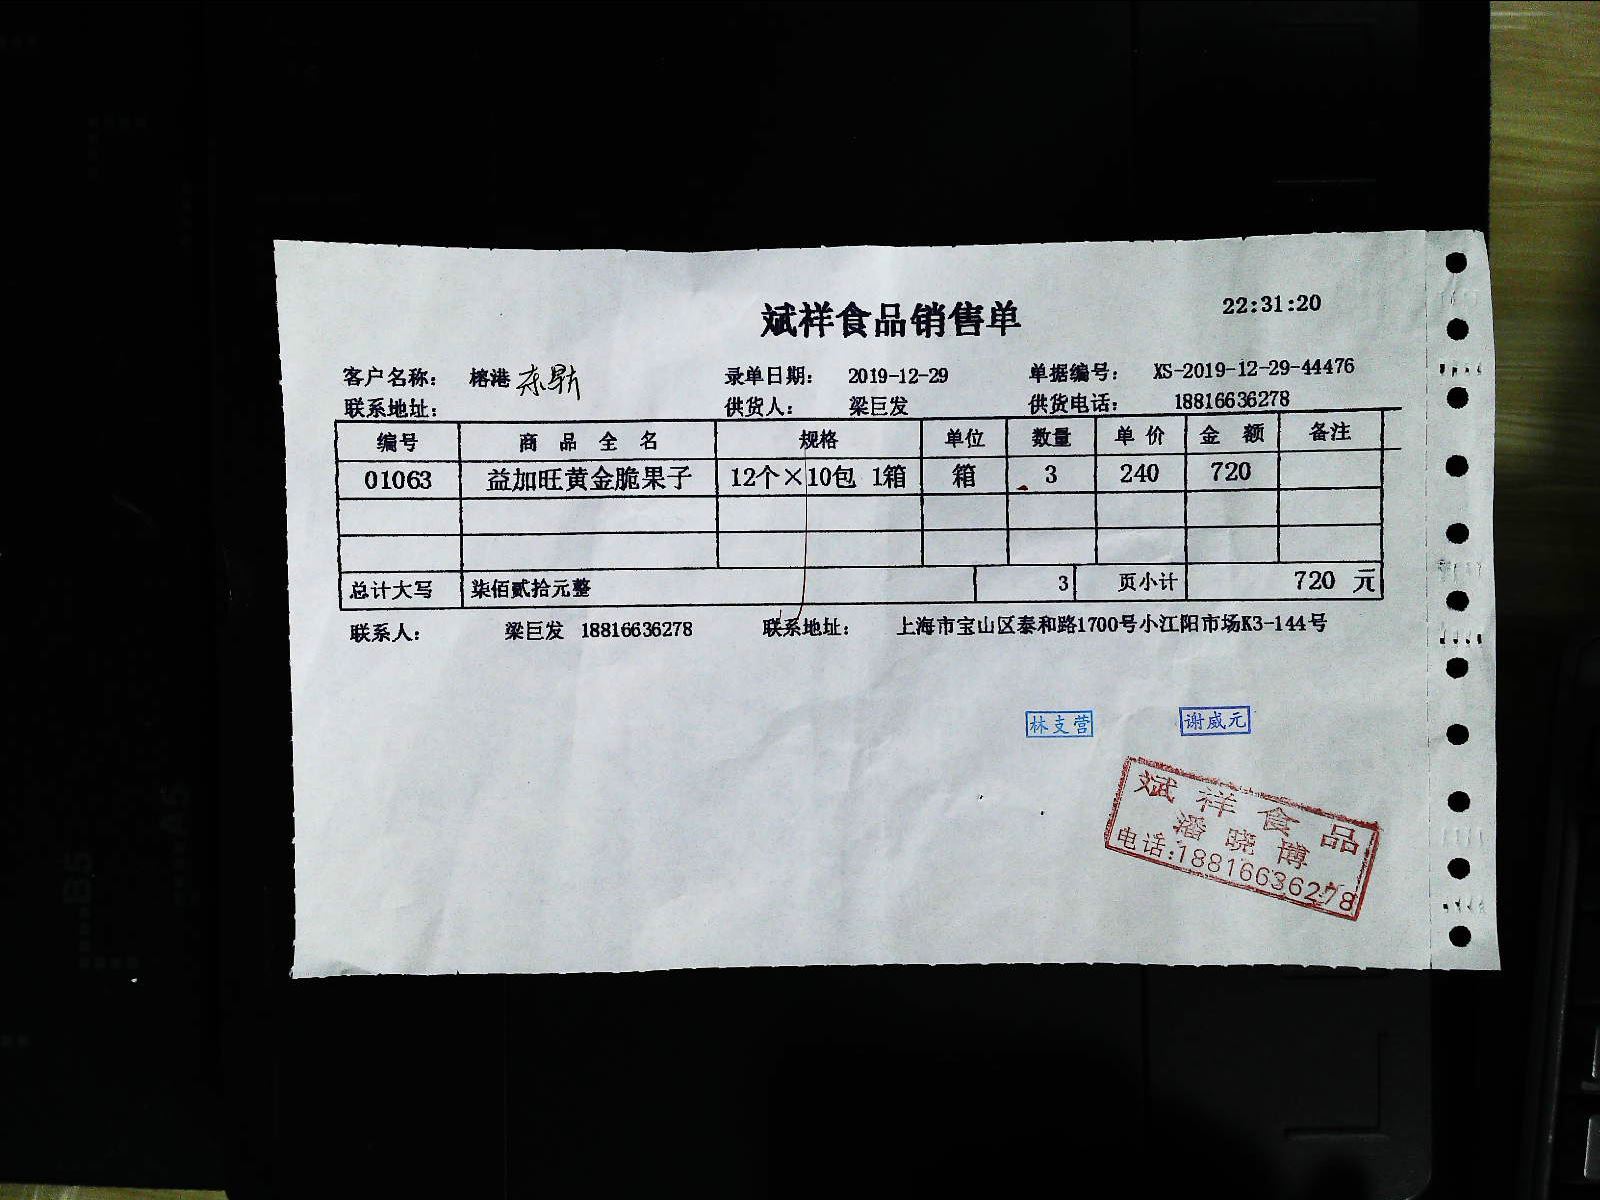 斌祥食品销售单 22:31:20
客户名称： 榕港 录单日期： 2019-12-29 单据编号： XS-2019-12-29-44476
联系地址： 供货人： 梁巨发 供货电话： 18816636278
编号 商品全名 规格 单位 数量 单价 金额 备注
01063 益加旺黄金脆果子 12个×10包 1箱 箱 3 240 720
总计大写 柒佰贰拾元整 3 页小计 720 元
联系人： 梁巨发 18816636278 联系地址： 上海市宝山区泰和路1700号小江阳市场K3-144号
林支营 谢威元
斌祥食品
潘晓博
电话:18816636278